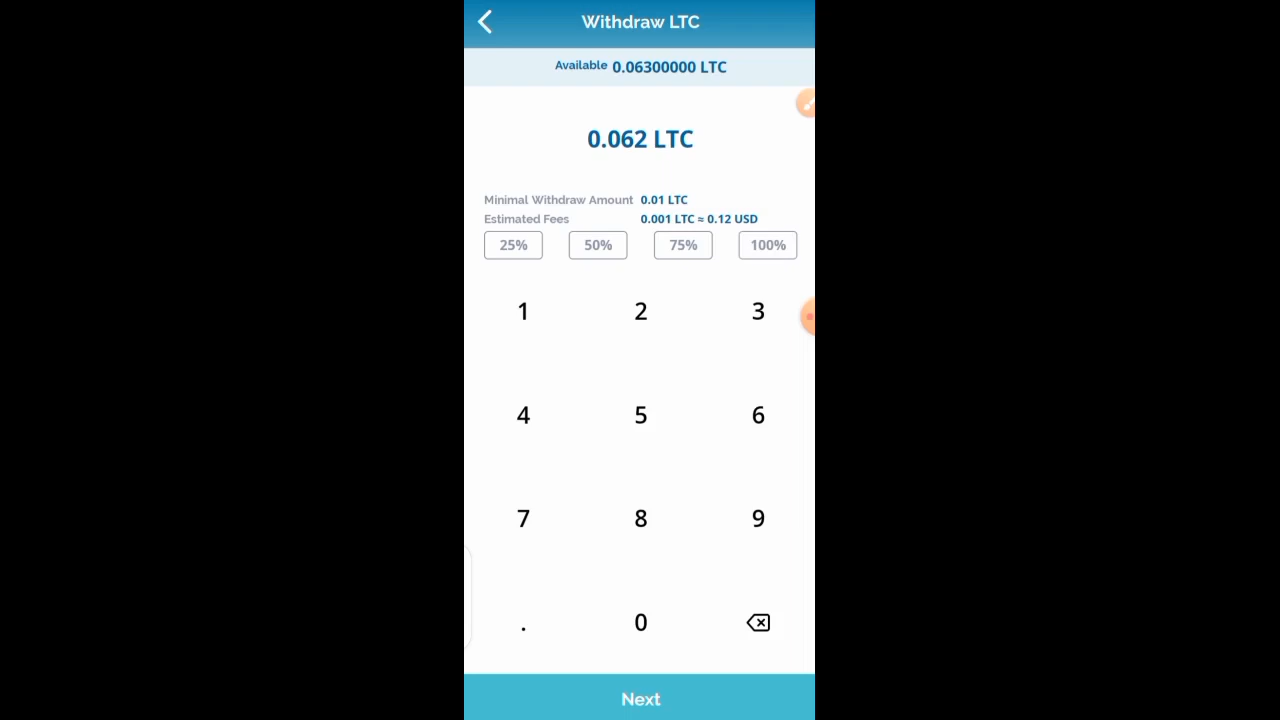 Withdraw LTC
Available 0.06300000 LTC
0.062 LTC
Minimal Withdraw Amount 0.01 LTC
Estimated Fees 0.001 LTC ≈ 0.12 USD
25% 50% 75% 100%
1 2 3
4 5 6
7 8 9
. 0
Next